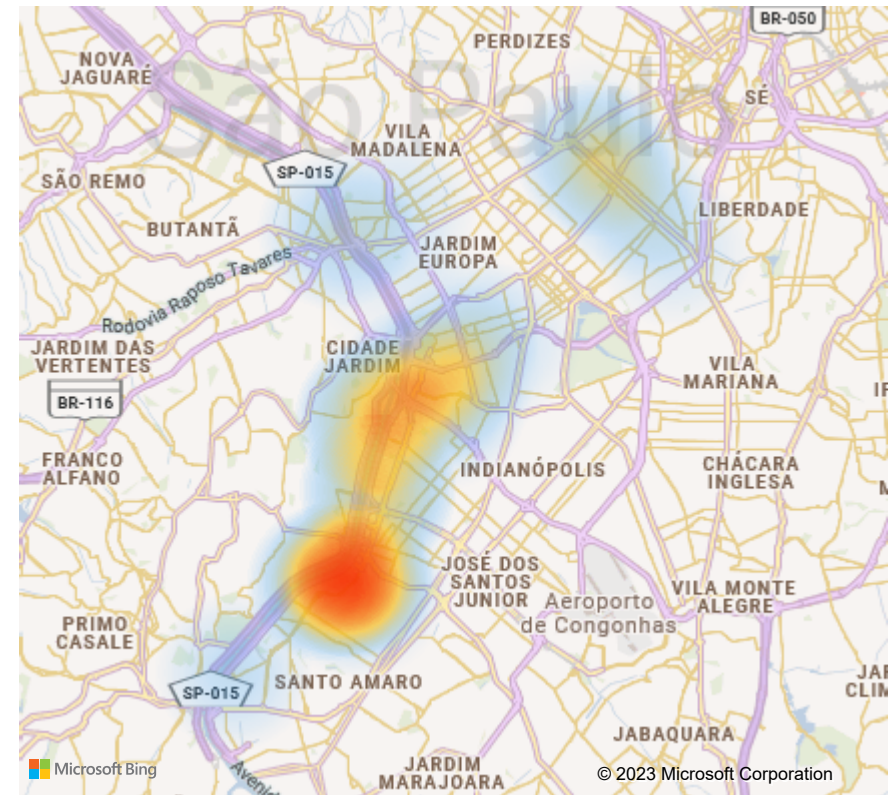 BR-050
PERDIZES
NOVA
JAGUARÉ
São Paulo
SÉ
VILA
MADALENA
SP-015
SÃO REMO
LIBERDADE
BUTANTÃ
JARDIM
EUROPA
Rodovia Raposo Tavares
JARDIM DAS
VERTENTES
CIDADE
JARDIM
VILA
MARIANA
BR-116
FRANCO
ALFANO
INDIANÓPOLIS
CHÁCARA
INGLESA
JOSÉ DOS
SANTOS
JUNIOR
Aeroporto
de Congonhas
VILA MONTE
ALEGRE
PRIMO
CASALE
SANTO AMARO
SP-015
JABAQUARA
Microsoft Bing
JARDIM
MARAJOARA
© 2023 Microsoft Corporation